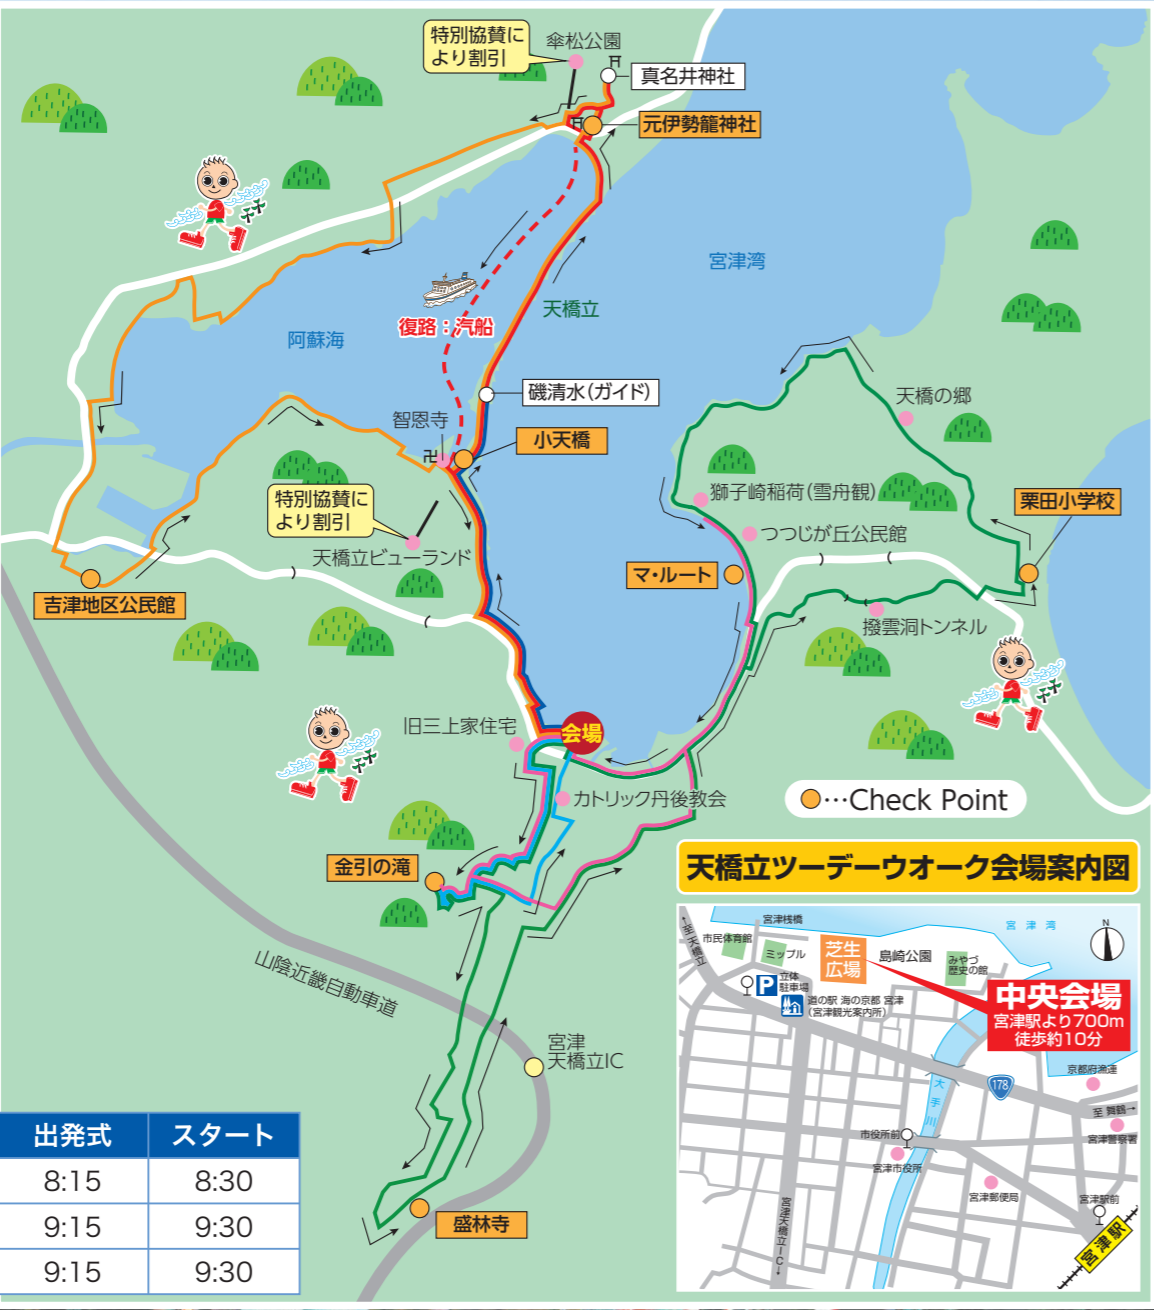 特別協賛に
より割引
傘松公園
真名井神社
元伊勢籠神社
宮津湾
天橋立
復路：汽船
阿蘇海
磯清水(ガイド)
智恩寺
小天橋
天橋の郷
特別協賛に
より割引
天橋立ビューランド
獅子崎稲荷(雪舟観)
栗田小学校
つつじが丘公民館
マ・ルート
吉津地区公民館
撥雲洞トンネル
旧三上家住宅
会場
カトリック丹後教会
…Check Point
金引の滝
山陰近畿自動車道
宮津
天橋立IC
盛林寺
出発式 スタート
8:15 8:30
9:15 9:30
9:15 9:30
天橋立ツーデーウオーク会場案内図
宮津桟橋
宮津湾
N
←至天橋立
市民体育館
ミップル
芝生
広場
島崎公園
みやづ
歴史の館
P
立体
駐車場
道の駅 海の京都 宮津
(宮津観光案内所)
中央会場
宮津駅より700m
徒歩約10分
京都府漁連
178
大手川
至 舞鶴→
宮津警察署
市役所前
宮津市役所
宮津郵便局
宮津駅前
宮津天橋立IC→
宮津駅